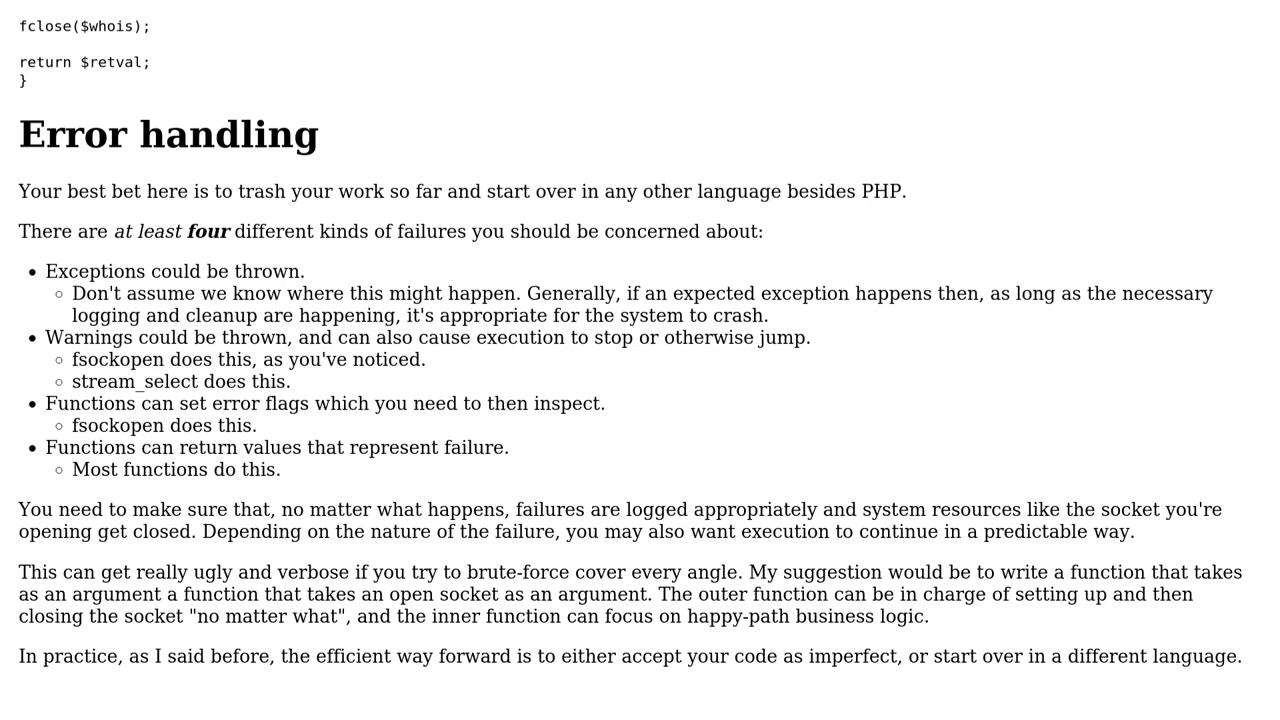 fclose($whois);
return $retval;
}
Error handling
Your best bet here is to trash your work so far and start over in any other language besides PHP.
There are at least four different kinds of failures you should be concerned about:
• Exceptions could be thrown.
◦ Don't assume we know where this might happen. Generally, if an expected exception happens then, as long as the necessary
logging and cleanup are happening, it's appropriate for the system to crash.
• Warnings could be thrown, and can also cause execution to stop or otherwise jump.
◦ fsockopen does this, as you've noticed.
◦ stream_select does this.
• Functions can set error flags which you need to then inspect.
◦ fsockopen does this.
• Functions can return values that represent failure.
◦ Most functions do this.
You need to make sure that, no matter what happens, failures are logged appropriately and system resources like the socket you're
opening get closed. Depending on the nature of the failure, you may also want execution to continue in a predictable way.
This can get really ugly and verbose if you try to brute-force cover every angle. My suggestion would be to write a function that takes
as an argument a function that takes an open socket as an argument. The outer function can be in charge of setting up and then
closing the socket "no matter what", and the inner function can focus on happy-path business logic.
In practice, as I said before, the efficient way forward is to either accept your code as imperfect, or start over in a different language.